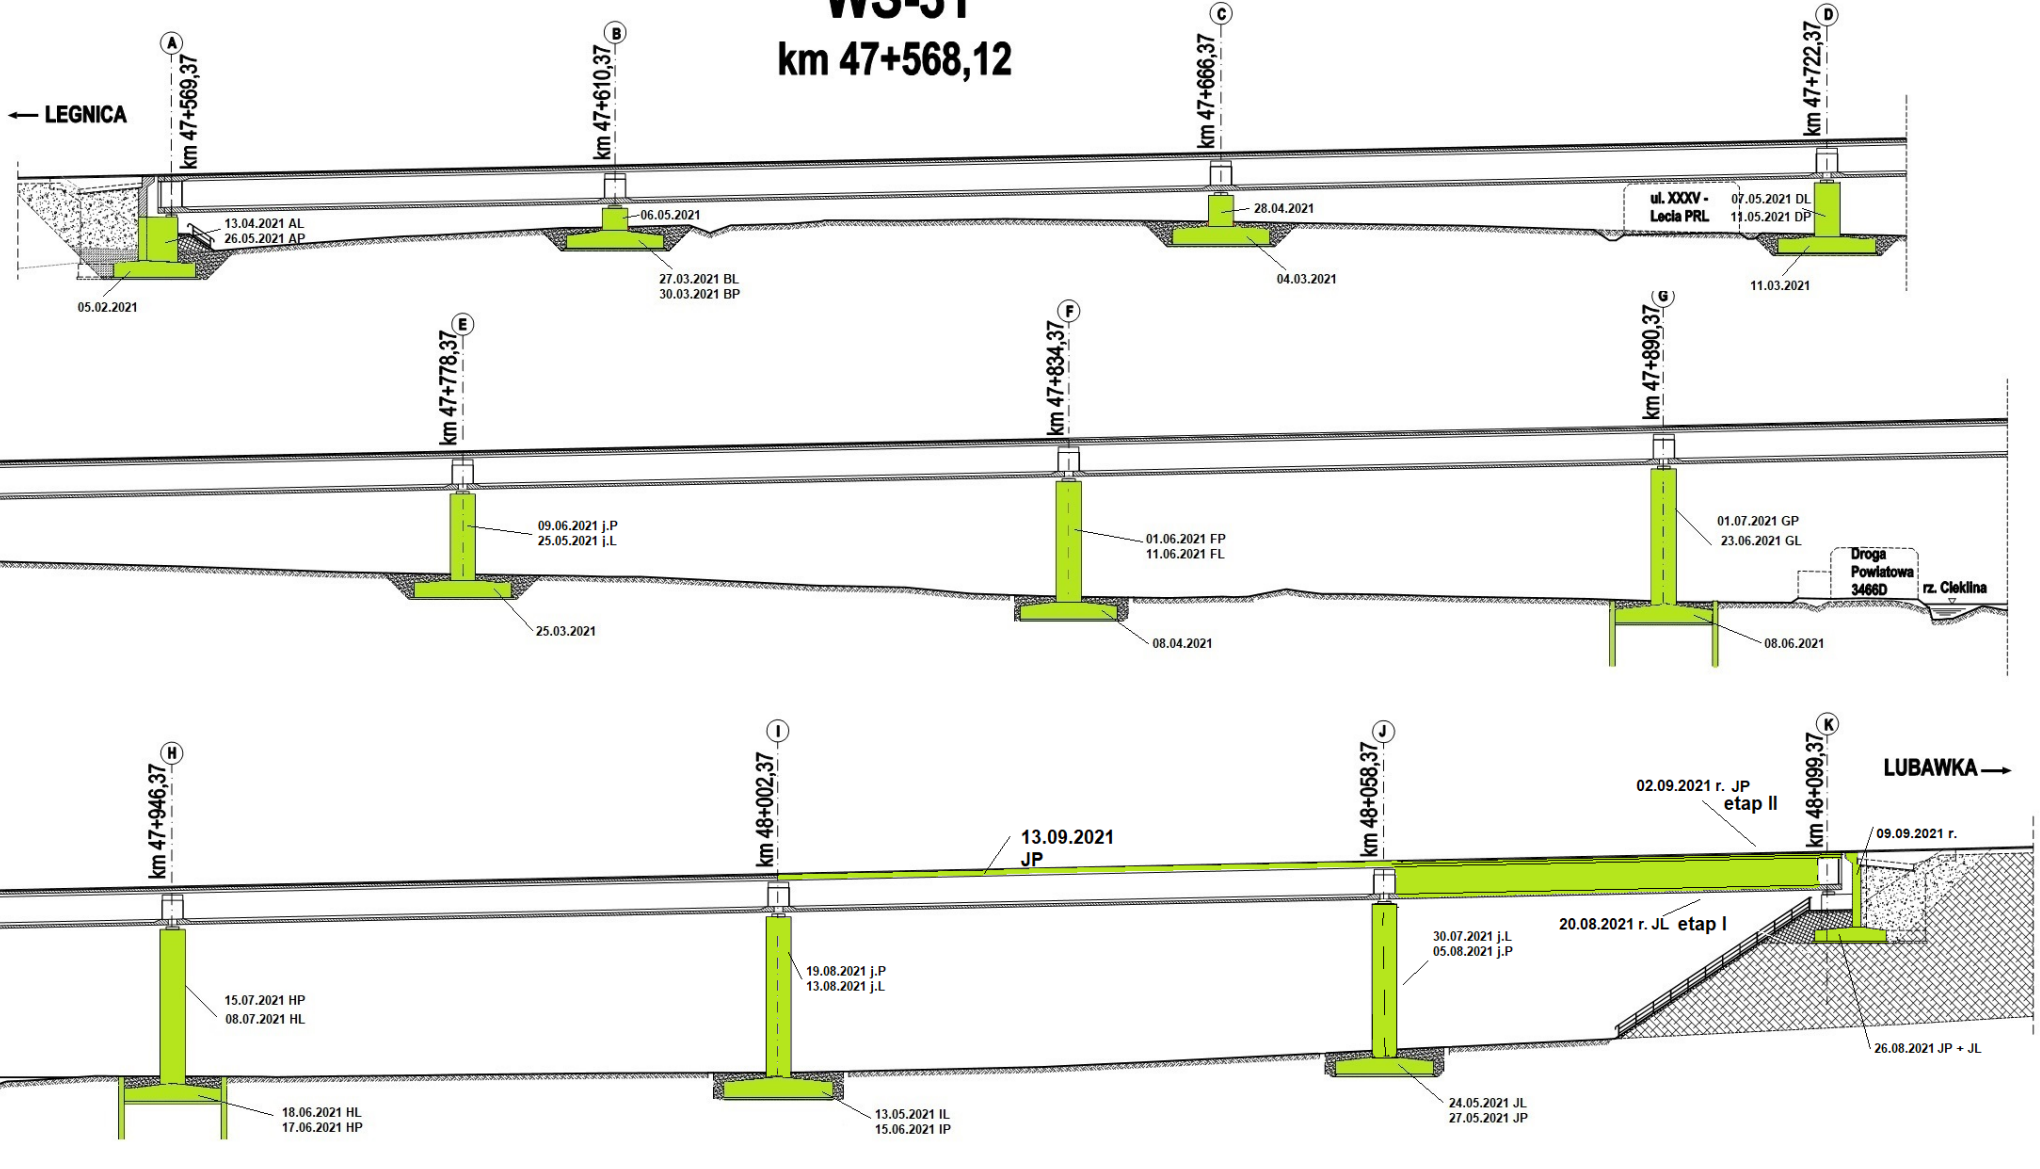 WS-31
km 47+568,12
A
B
C
D
km 47+569,37
km 47+610,37
km 47+666,37
km 47+722,37
← LEGNICA
13.04.2021 AL
26.05.2021 AP
05.02.2021
06.05.2021
27.03.2021 BL
30.03.2021 BP
28.04.2021
04.03.2021
ul. XXXV -
Lecia PRL
07.05.2021 DL
11.05.2021 DP
11.03.2021
E
F
G
km 47+778,37
km 47+834,37
km 47+890,37
09.06.2021 j.P
25.05.2021 j.L
25.03.2021
01.06.2021 FP
11.06.2021 FL
08.04.2021
01.07.2021 GP
23.06.2021 GL
Droga
Powiatowa
3466D
rz. Cieklina
08.06.2021
H
I
J
K
km 47+946,37
km 48+002,37
km 48+058,37
km 48+099,37
LUBAWKA →
13.09.2021
JP
02.09.2021 r. JP
etap II
09.09.2021 r.
20.08.2021 r. JL etap I
15.07.2021 HP
08.07.2021 HL
18.06.2021 HL
17.06.2021 HP
19.08.2021 j.P
13.08.2021 j.L
13.05.2021 IL
15.06.2021 IP
30.07.2021 j.L
05.08.2021 j.P
24.05.2021 JL
27.05.2021 JP
26.08.2021 JP + JL